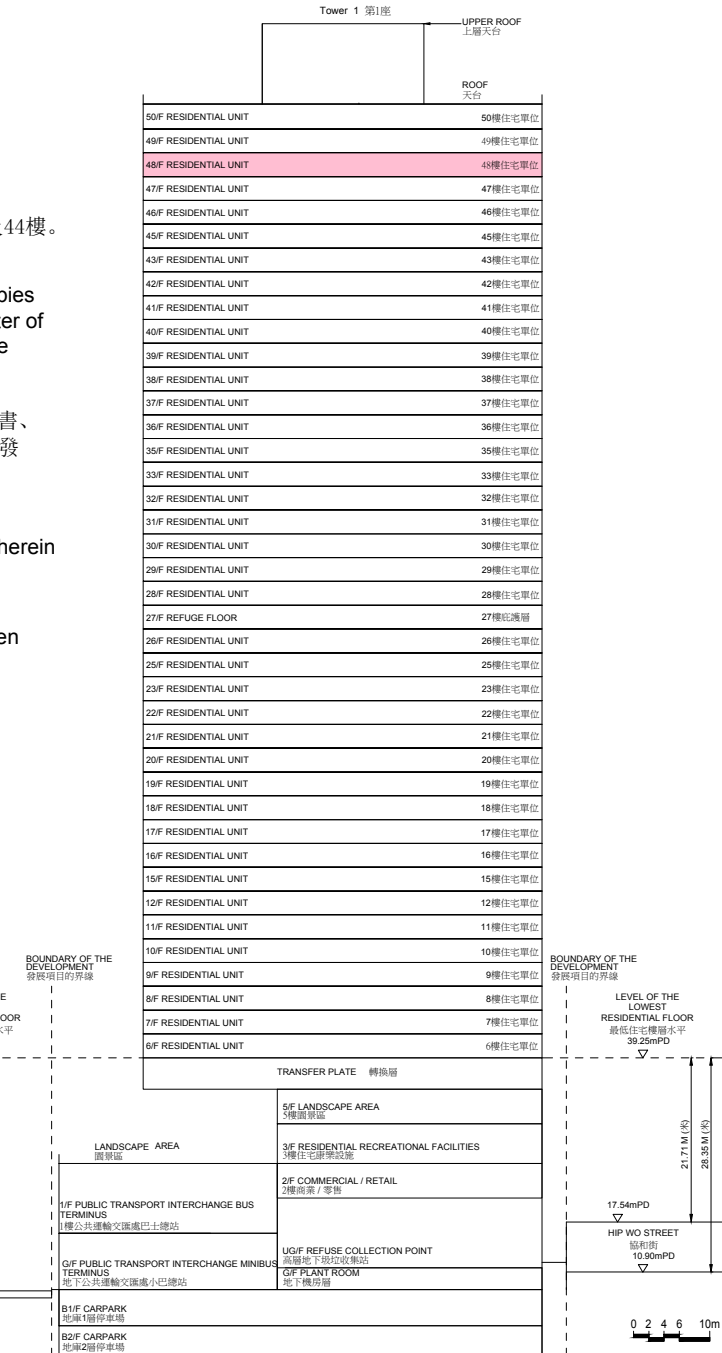 Tower 1 第1座
UPPER ROOF
上層天台
ROOF
天台
50/F RESIDENTIAL UNIT 50樓住宅單位
49/F RESIDENTIAL UNIT 49樓住宅單位
48/F RESIDENTIAL UNIT 48樓住宅單位
47/F RESIDENTIAL UNIT 47樓住宅單位
46/F RESIDENTIAL UNIT 46樓住宅單位
45/F RESIDENTIAL UNIT 45樓住宅單位
43/F RESIDENTIAL UNIT 43樓住宅單位
42/F RESIDENTIAL UNIT 42樓住宅單位
41/F RESIDENTIAL UNIT 41樓住宅單位
40/F RESIDENTIAL UNIT 40樓住宅單位
39/F RESIDENTIAL UNIT 39樓住宅單位
38/F RESIDENTIAL UNIT 38樓住宅單位
37/F RESIDENTIAL UNIT 37樓住宅單位
36/F RESIDENTIAL UNIT 36樓住宅單位
35/F RESIDENTIAL UNIT 35樓住宅單位
33/F RESIDENTIAL UNIT 33樓住宅單位
32/F RESIDENTIAL UNIT 32樓住宅單位
31/F RESIDENTIAL UNIT 31樓住宅單位
30/F RESIDENTIAL UNIT 30樓住宅單位
29/F RESIDENTIAL UNIT 29樓住宅單位
28/F RESIDENTIAL UNIT 28樓住宅單位
27/F REFUGE FLOOR 27樓庇護層
26/F RESIDENTIAL UNIT 26樓住宅單位
25/F RESIDENTIAL UNIT 25樓住宅單位
23/F RESIDENTIAL UNIT 23樓住宅單位
22/F RESIDENTIAL UNIT 22樓住宅單位
21/F RESIDENTIAL UNIT 21樓住宅單位
20/F RESIDENTIAL UNIT 20樓住宅單位
19/F RESIDENTIAL UNIT 19樓住宅單位
18/F RESIDENTIAL UNIT 18樓住宅單位
17/F RESIDENTIAL UNIT 17樓住宅單位
16/F RESIDENTIAL UNIT 16樓住宅單位
15/F RESIDENTIAL UNIT 15樓住宅單位
12/F RESIDENTIAL UNIT 12樓住宅單位
11/F RESIDENTIAL UNIT 11樓住宅單位
10/F RESIDENTIAL UNIT 10樓住宅單位
9/F RESIDENTIAL UNIT 9樓住宅單位
8/F RESIDENTIAL UNIT 8樓住宅單位
7/F RESIDENTIAL UNIT 7樓住宅單位
6/F RESIDENTIAL UNIT 6樓住宅單位
44樓。
書、
發
herein
BOUNDARY OF THE
DEVELOPMENT
發展項目的界線
BOUNDARY OF THE
DEVELOPMENT
發展項目的界線
LEVEL OF THE
LOWEST
RESIDENTIAL FLOOR
最低住宅樓層水平
39.25mPD
TRANSFER PLATE 轉換層
5/F LANDSCAPE AREA
5樓園景區
LANDSCAPE AREA
園景區
3/F RESIDENTIAL RECREATIONAL FACILITIES
3樓住宅康樂設施
2/F COMMERCIAL / RETAIL
2樓商業 / 零售
1/F PUBLIC TRANSPORT INTERCHANGE BUS
TERMINUS
1樓公共運輸交匯處巴士總站
UG/F REFUSE COLLECTION POINT
高層地下垃圾收集站
G/F PUBLIC TRANSPORT INTERCHANGE MINIBUS
TERMINUS
地下公共運輸交匯處小巴總站
G/F PLANT ROOM
地下機房層
B1/F CARPARK
地庫1層停車場
B2/F CARPARK
地庫2層停車場
21.71 M (米)
28.35 M (米)
17.54mPD
HIP WO STREET
協和街
10.90mPD
0 2 4 6 10m